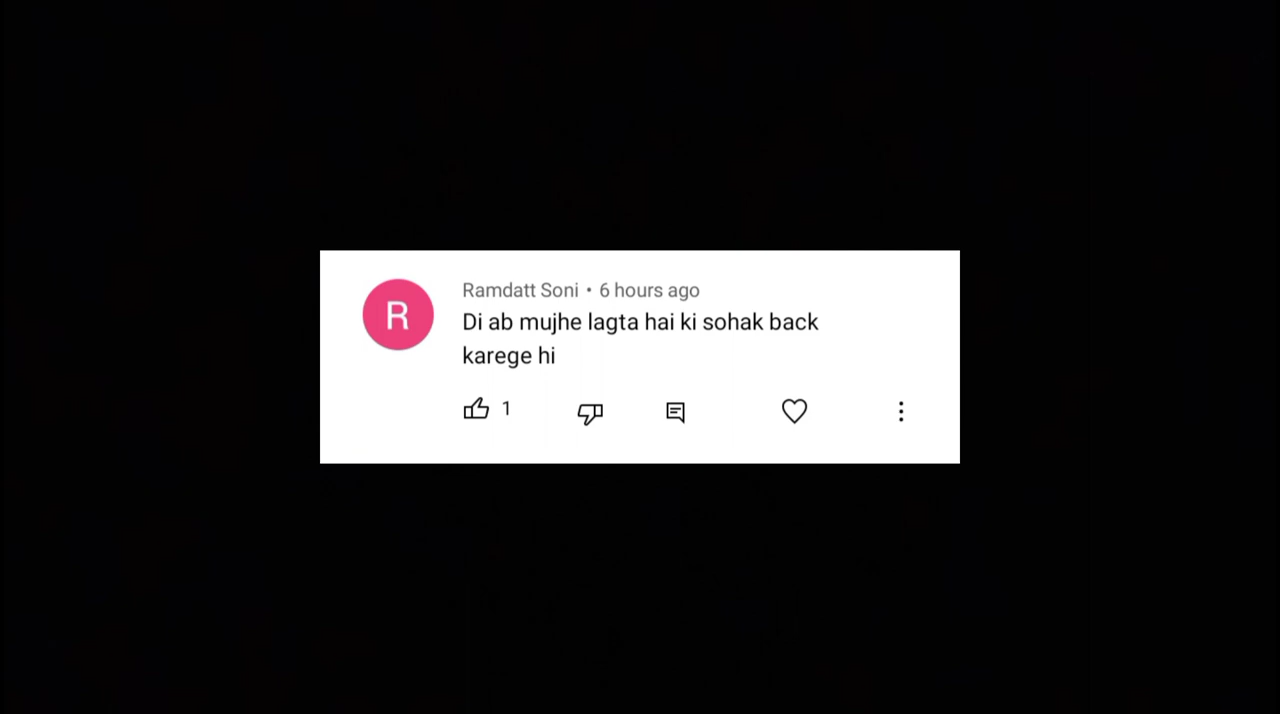 R
Ramdatt Soni • 6 hours ago
Di ab mujhe lagta hai ki sohak back
karege hi
1